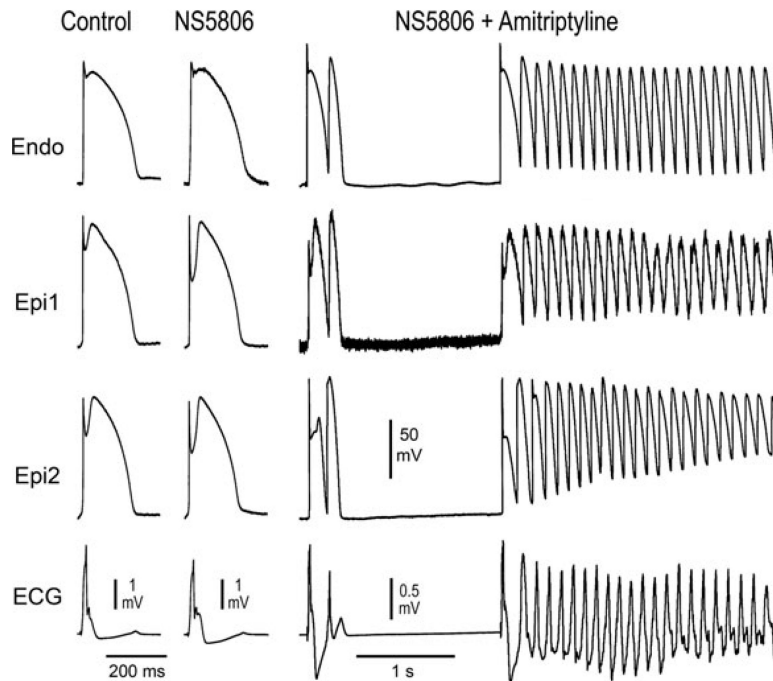 Control NS5806 NS5806 + Amitriptyline
Endo
Epi1
Epi2
50
mV
ECG
1
mV
1
mV
0.5
mV
200 ms
1 s